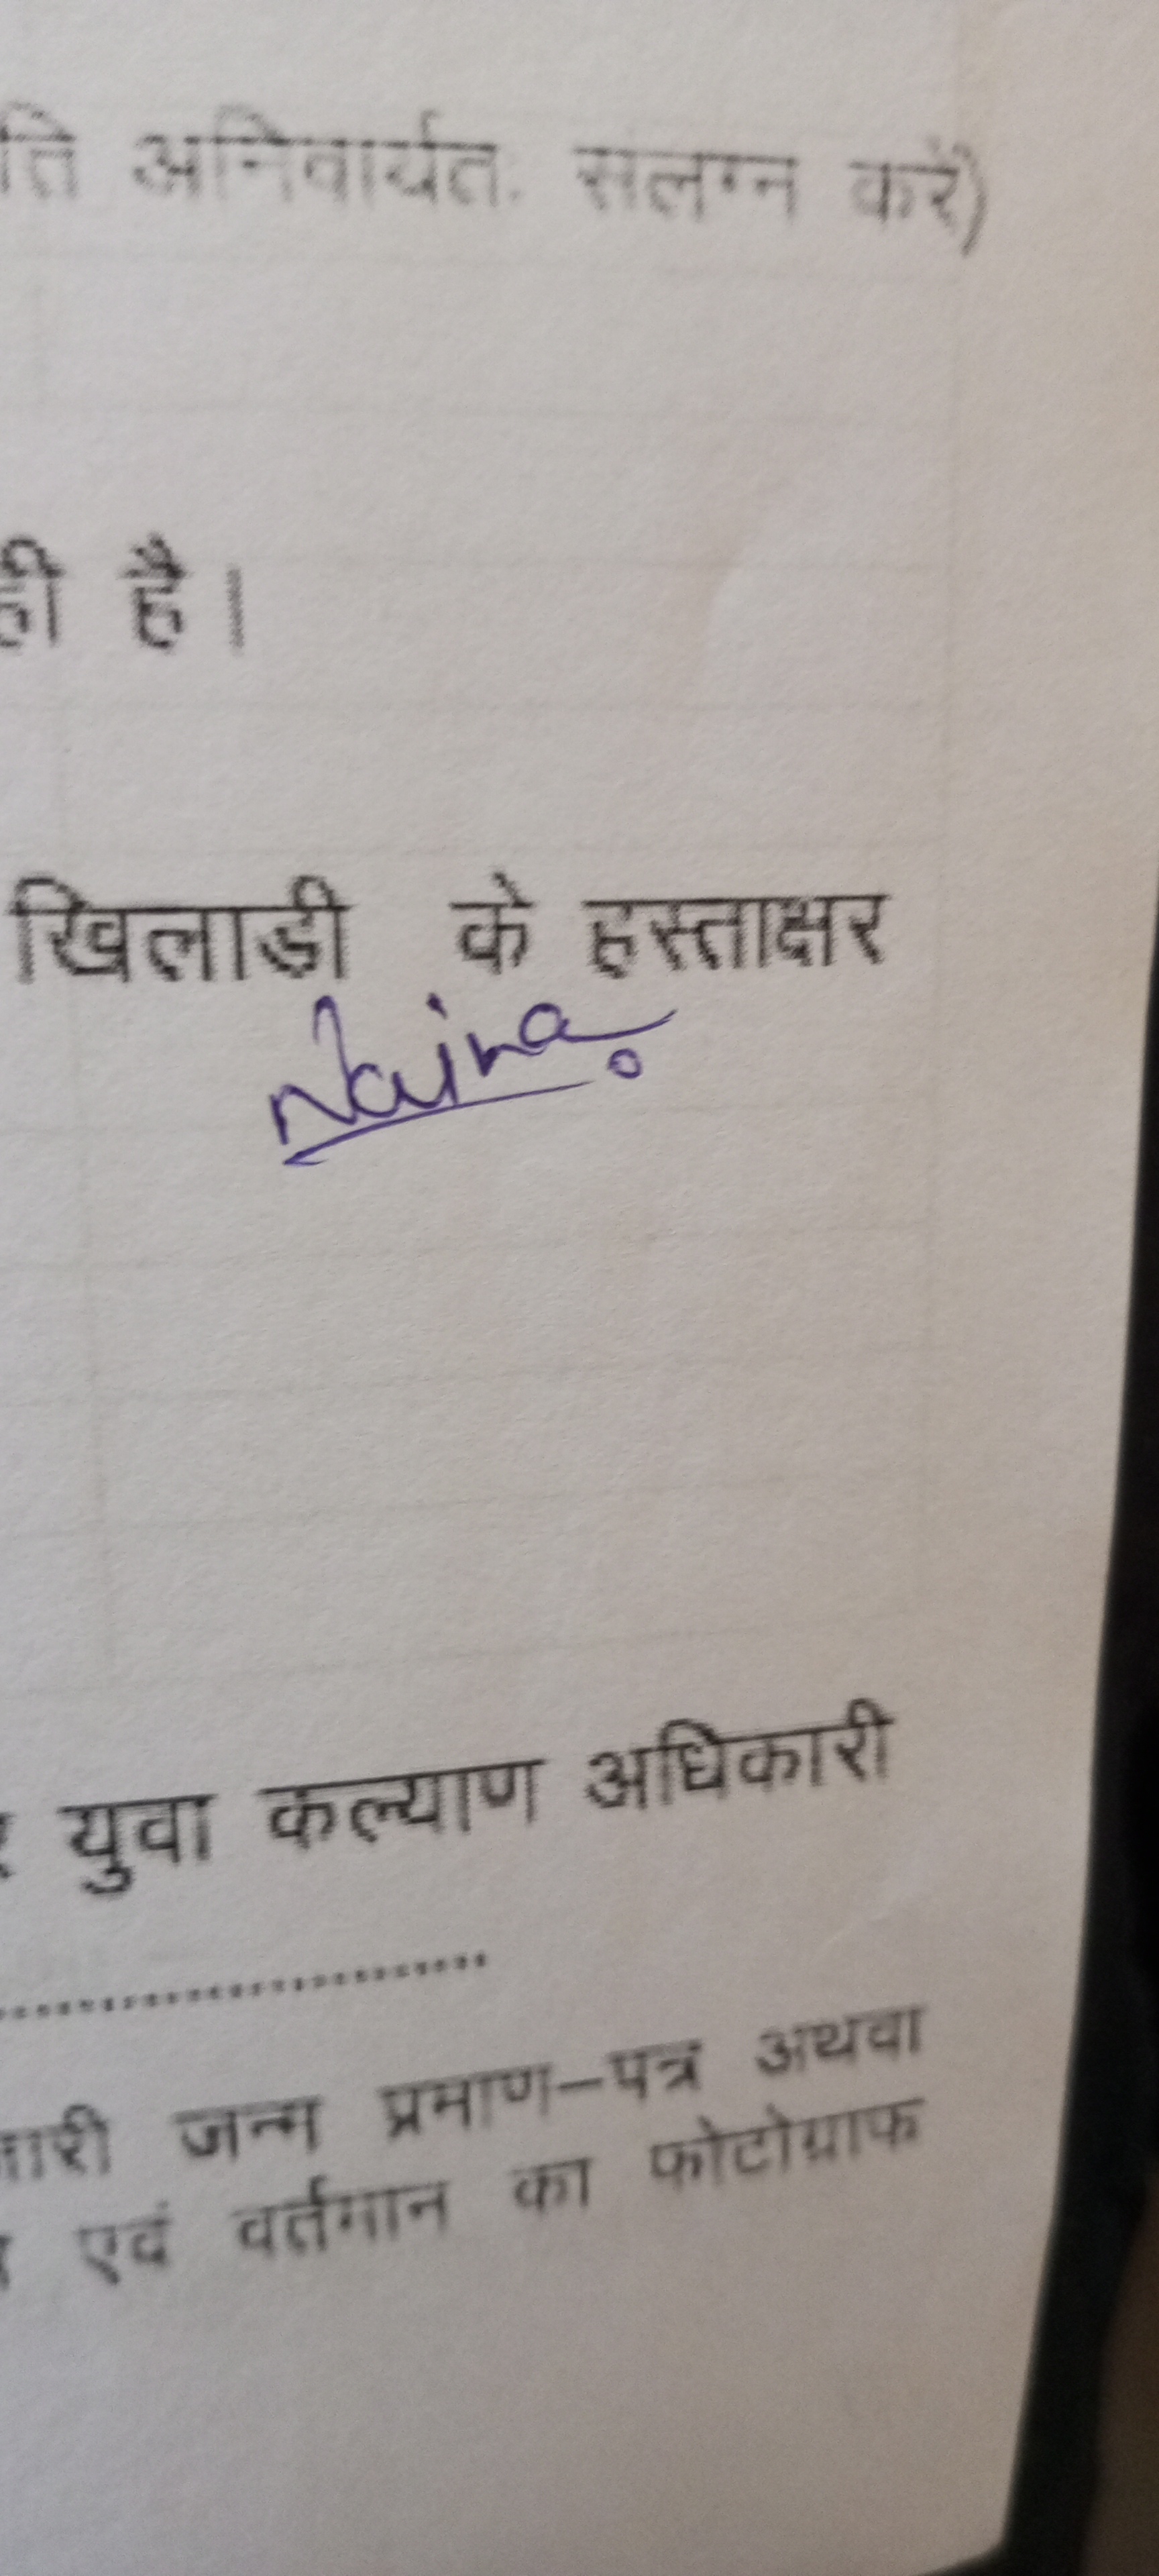 अनिवार्यतः संलग्न करें)
ही है।
खिलाडी के हस्ताक्षर
Naina
युवा कल्याण अधिकारी
................................
जन्म प्रमाण–पत्र अथवा
एवं वर्तमान का फोटोग्राफ